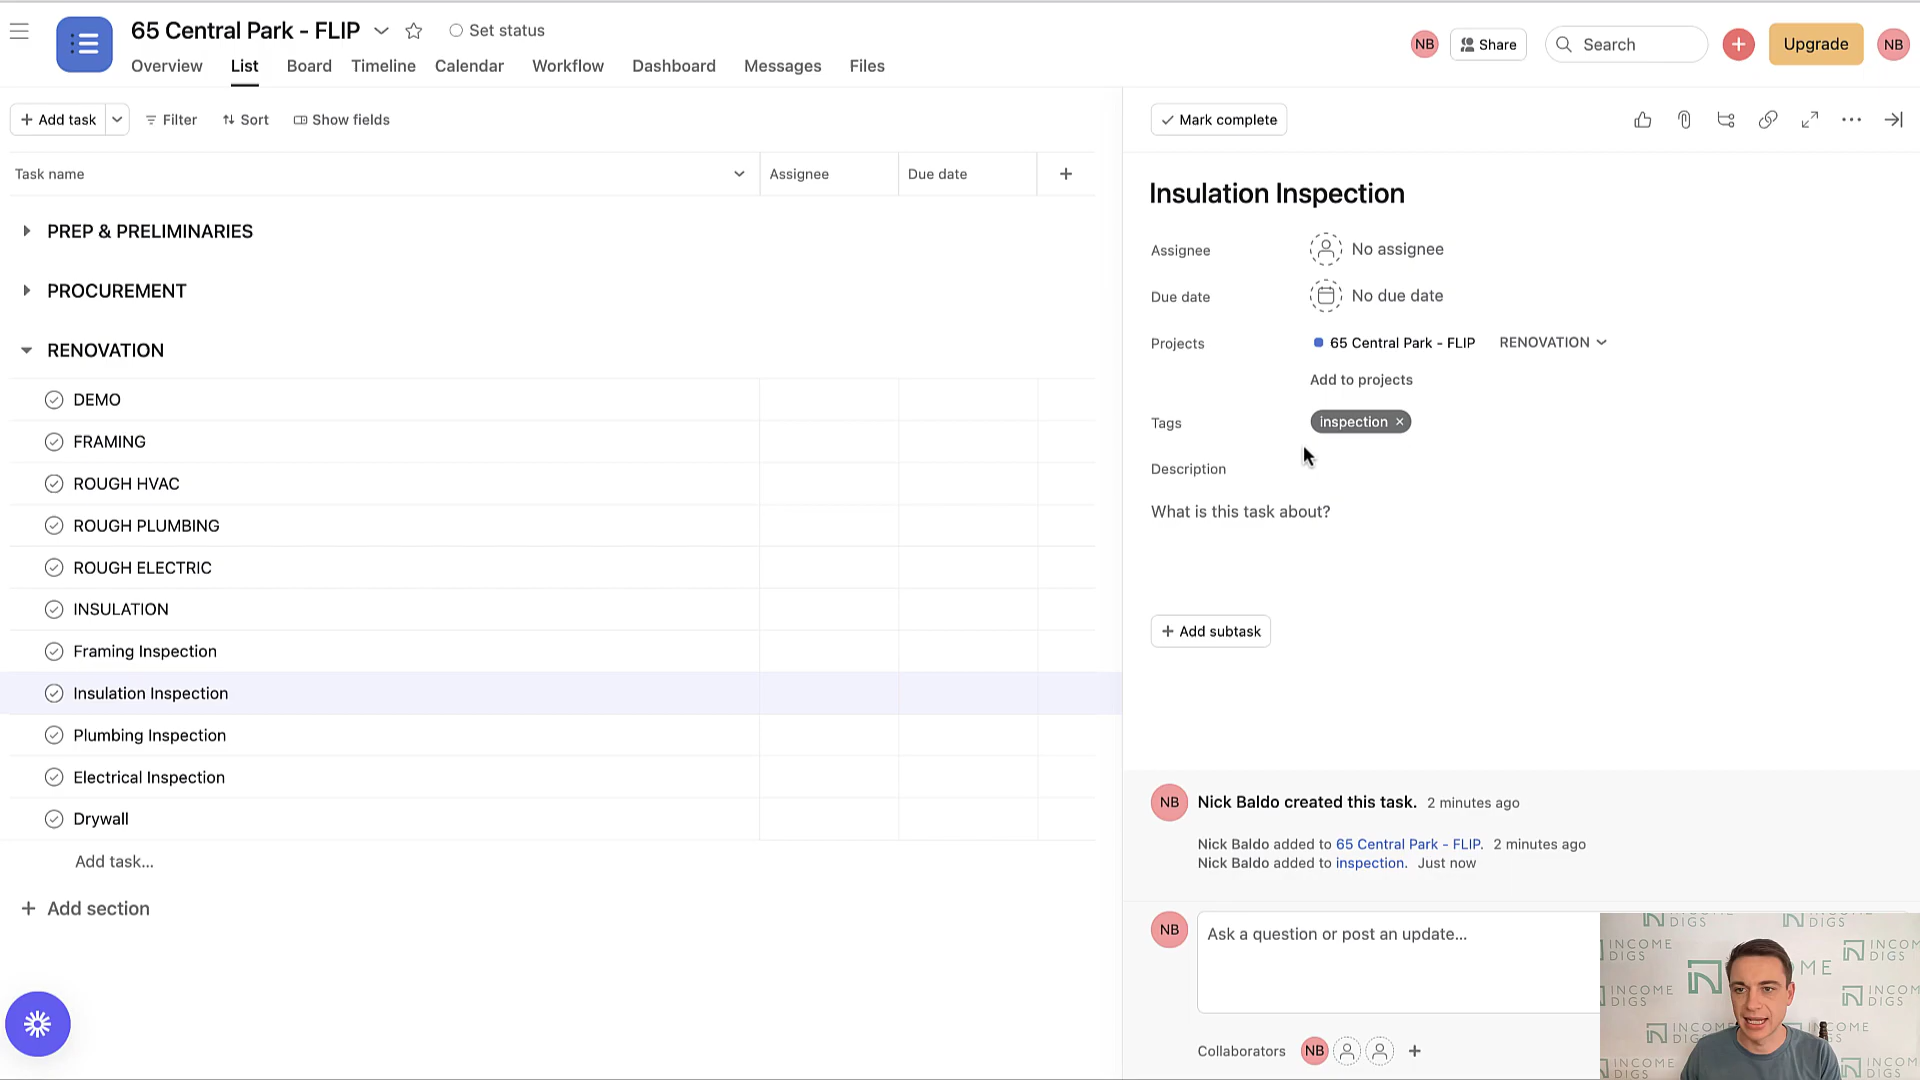 65 Central Park - FLIP
Set status
Overview
List
Board
Timeline
Calendar
Workflow
Dashboard
Messages
Files
NB
Share
Search
Upgrade
NB
Add task
Filter
Sort
Show fields
Task name
Assignee
Due date
PREP & PRELIMINARIES
PROCUREMENT
RENOVATION
DEMO
FRAMING
ROUGH HVAC
ROUGH PLUMBING
ROUGH ELECTRIC
INSULATION
Framing Inspection
Insulation Inspection
Plumbing Inspection
Electrical Inspection
Drywall
Add task...
Add section
Mark complete
Insulation Inspection
Assignee
No assignee
Due date
No due date
Projects
65 Central Park - FLIP
RENOVATION
Add to projects
Tags
inspection
Description
What is this task about?
Add subtask
NB
Nick Baldo created this task. 2 minutes ago
Nick Baldo added to 65 Central Park - FLIP. 2 minutes ago
Nick Baldo added to inspection. Just now
NB
Ask a question or post an update...
Collaborators
NB
INCOME
DIGS